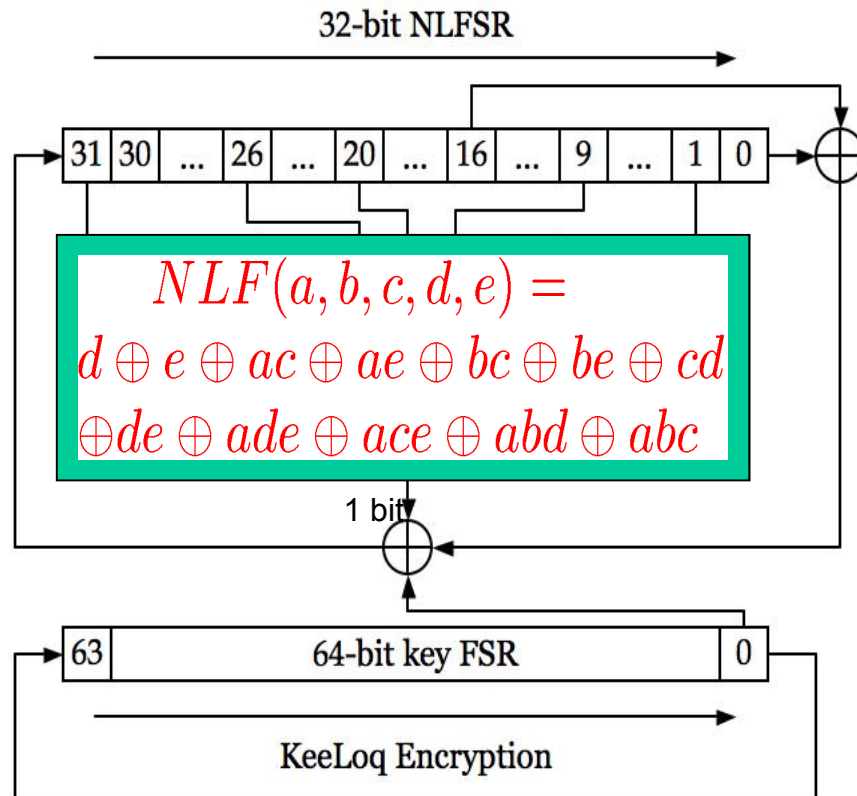 32-bit NLFSR
31 30 ... 26 ... 20 ... 16 ... 9 ... 1 0
NLF(a, b, c, d, e) =
d ⊕ e ⊕ ac ⊕ ae ⊕ bc ⊕ be ⊕ cd
⊕de ⊕ ade ⊕ ace ⊕ abd ⊕ abc
1 bit
63 64-bit key FSR 0
KeeLoq Encryption